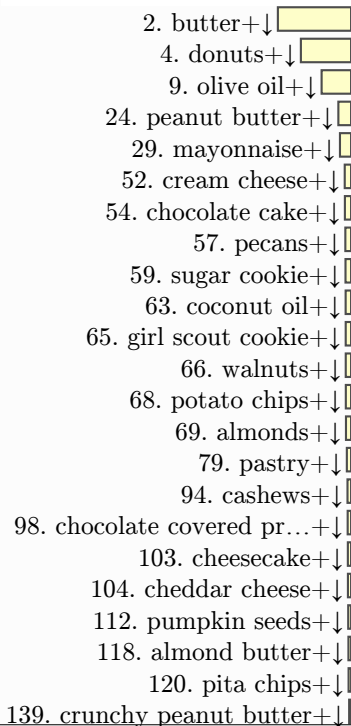 2. butter+↓
4. donuts+↓
9. olive oil+↓
24. peanut butter+↓
29. mayonnaise+↓
52. cream cheese+↓
54. chocolate cake+↓
57. pecans+↓
59. sugar cookie+↓
63. coconut oil+↓
65. girl scout cookie+↓
66. walnuts+↓
68. potato chips+↓
69. almonds+↓
79. pastry+↓
94. cashews+↓
98. chocolate covered pr...+↓
103. cheesecake+↓
104. cheddar cheese+↓
112. pumpkin seeds+↓
118. almond butter+↓
120. pita chips+↓
139. crunchy peanut butter+↓